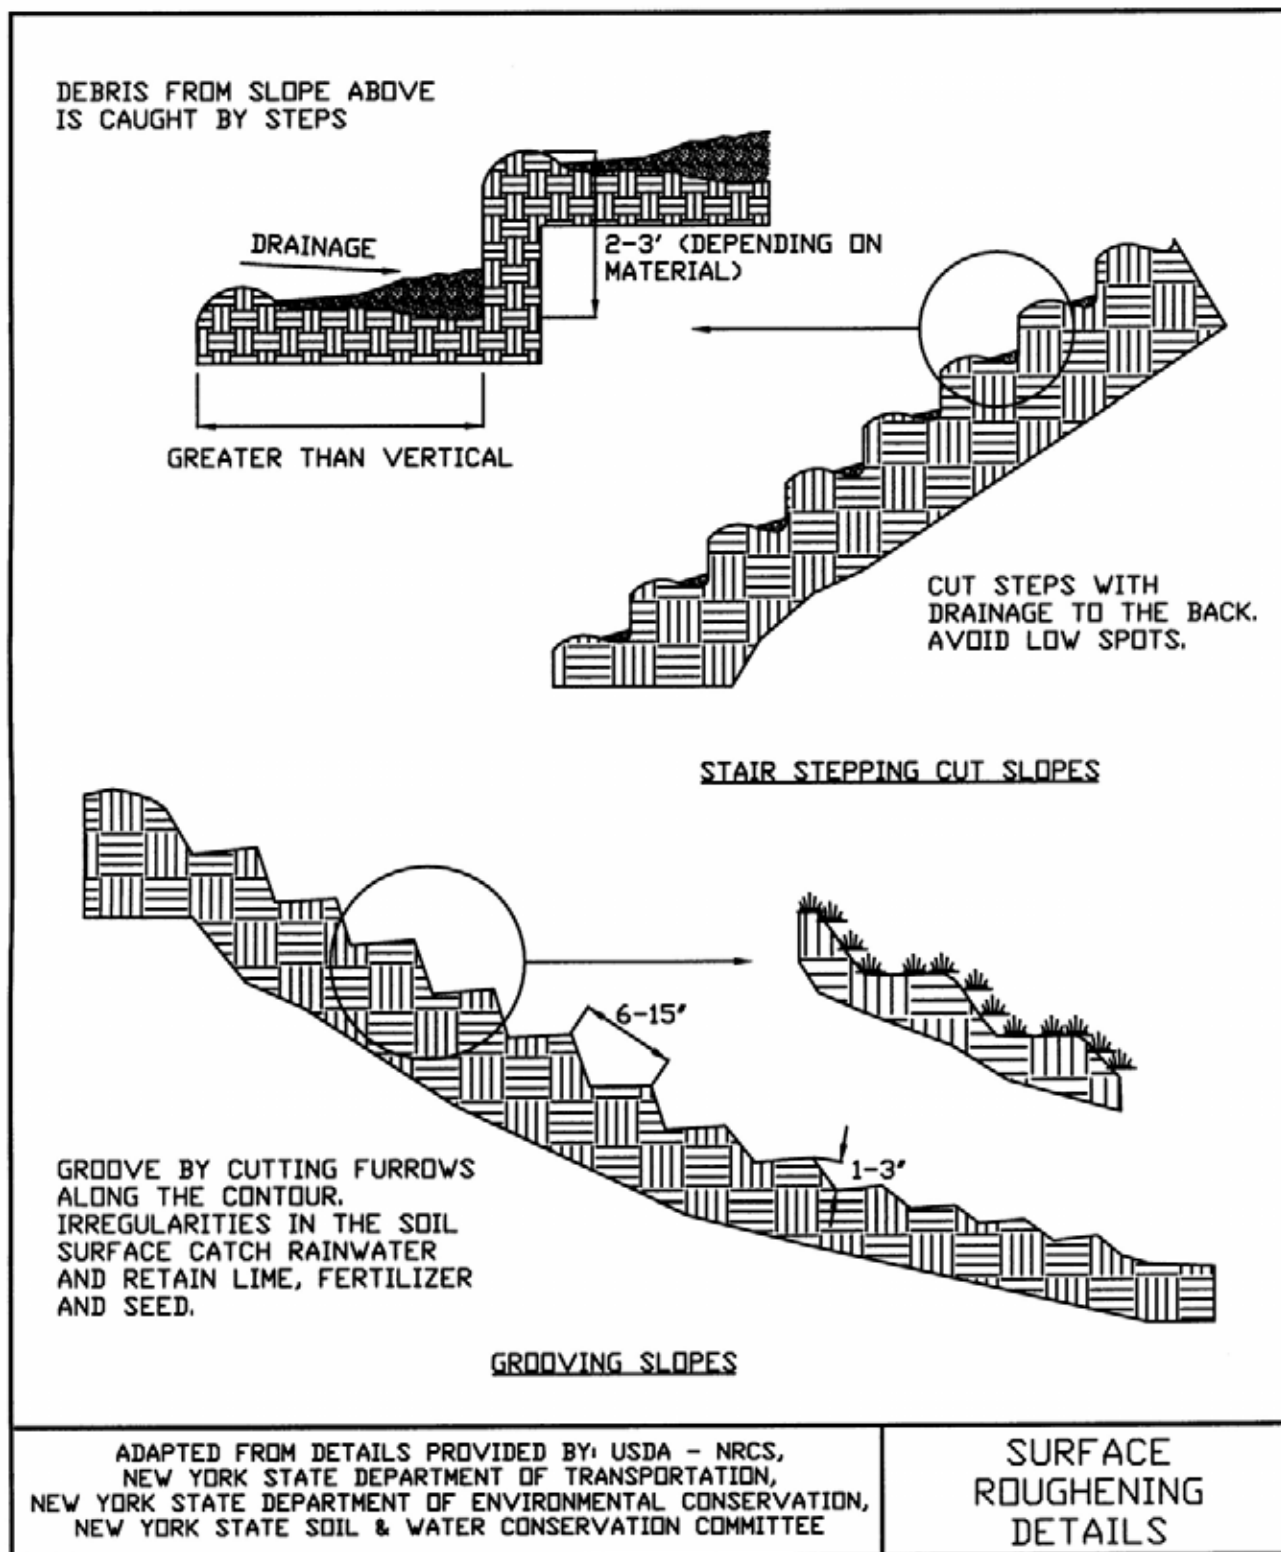 DEBRIS FROM SLOPE ABOVE
IS CAUGHT BY STEPS
DRAINAGE
2-3' (DEPENDING ON
MATERIAL)
GREATER THAN VERTICAL
CUT STEPS WITH
DRAINAGE TO THE BACK.
AVOID LOW SPOTS.
STAIR STEPPING CUT SLOPES
6-15"
1-3"
GROOVE BY CUTTING FURROWS
ALONG THE CONTOUR.
IRREGULARITIES IN THE SOIL
SURFACE CATCH RAINWATER
AND RETAIN LIME, FERTILIZER
AND SEED.
GROOVING SLOPES
ADAPTED FROM DETAILS PROVIDED BY: USDA - NRCS,
NEW YORK STATE DEPARTMENT OF TRANSPORTATION,
NEW YORK STATE DEPARTMENT OF ENVIRONMENTAL CONSERVATION,
NEW YORK STATE SOIL & WATER CONSERVATION COMMITTEE
SURFACE
ROUGHENING
DETAILS